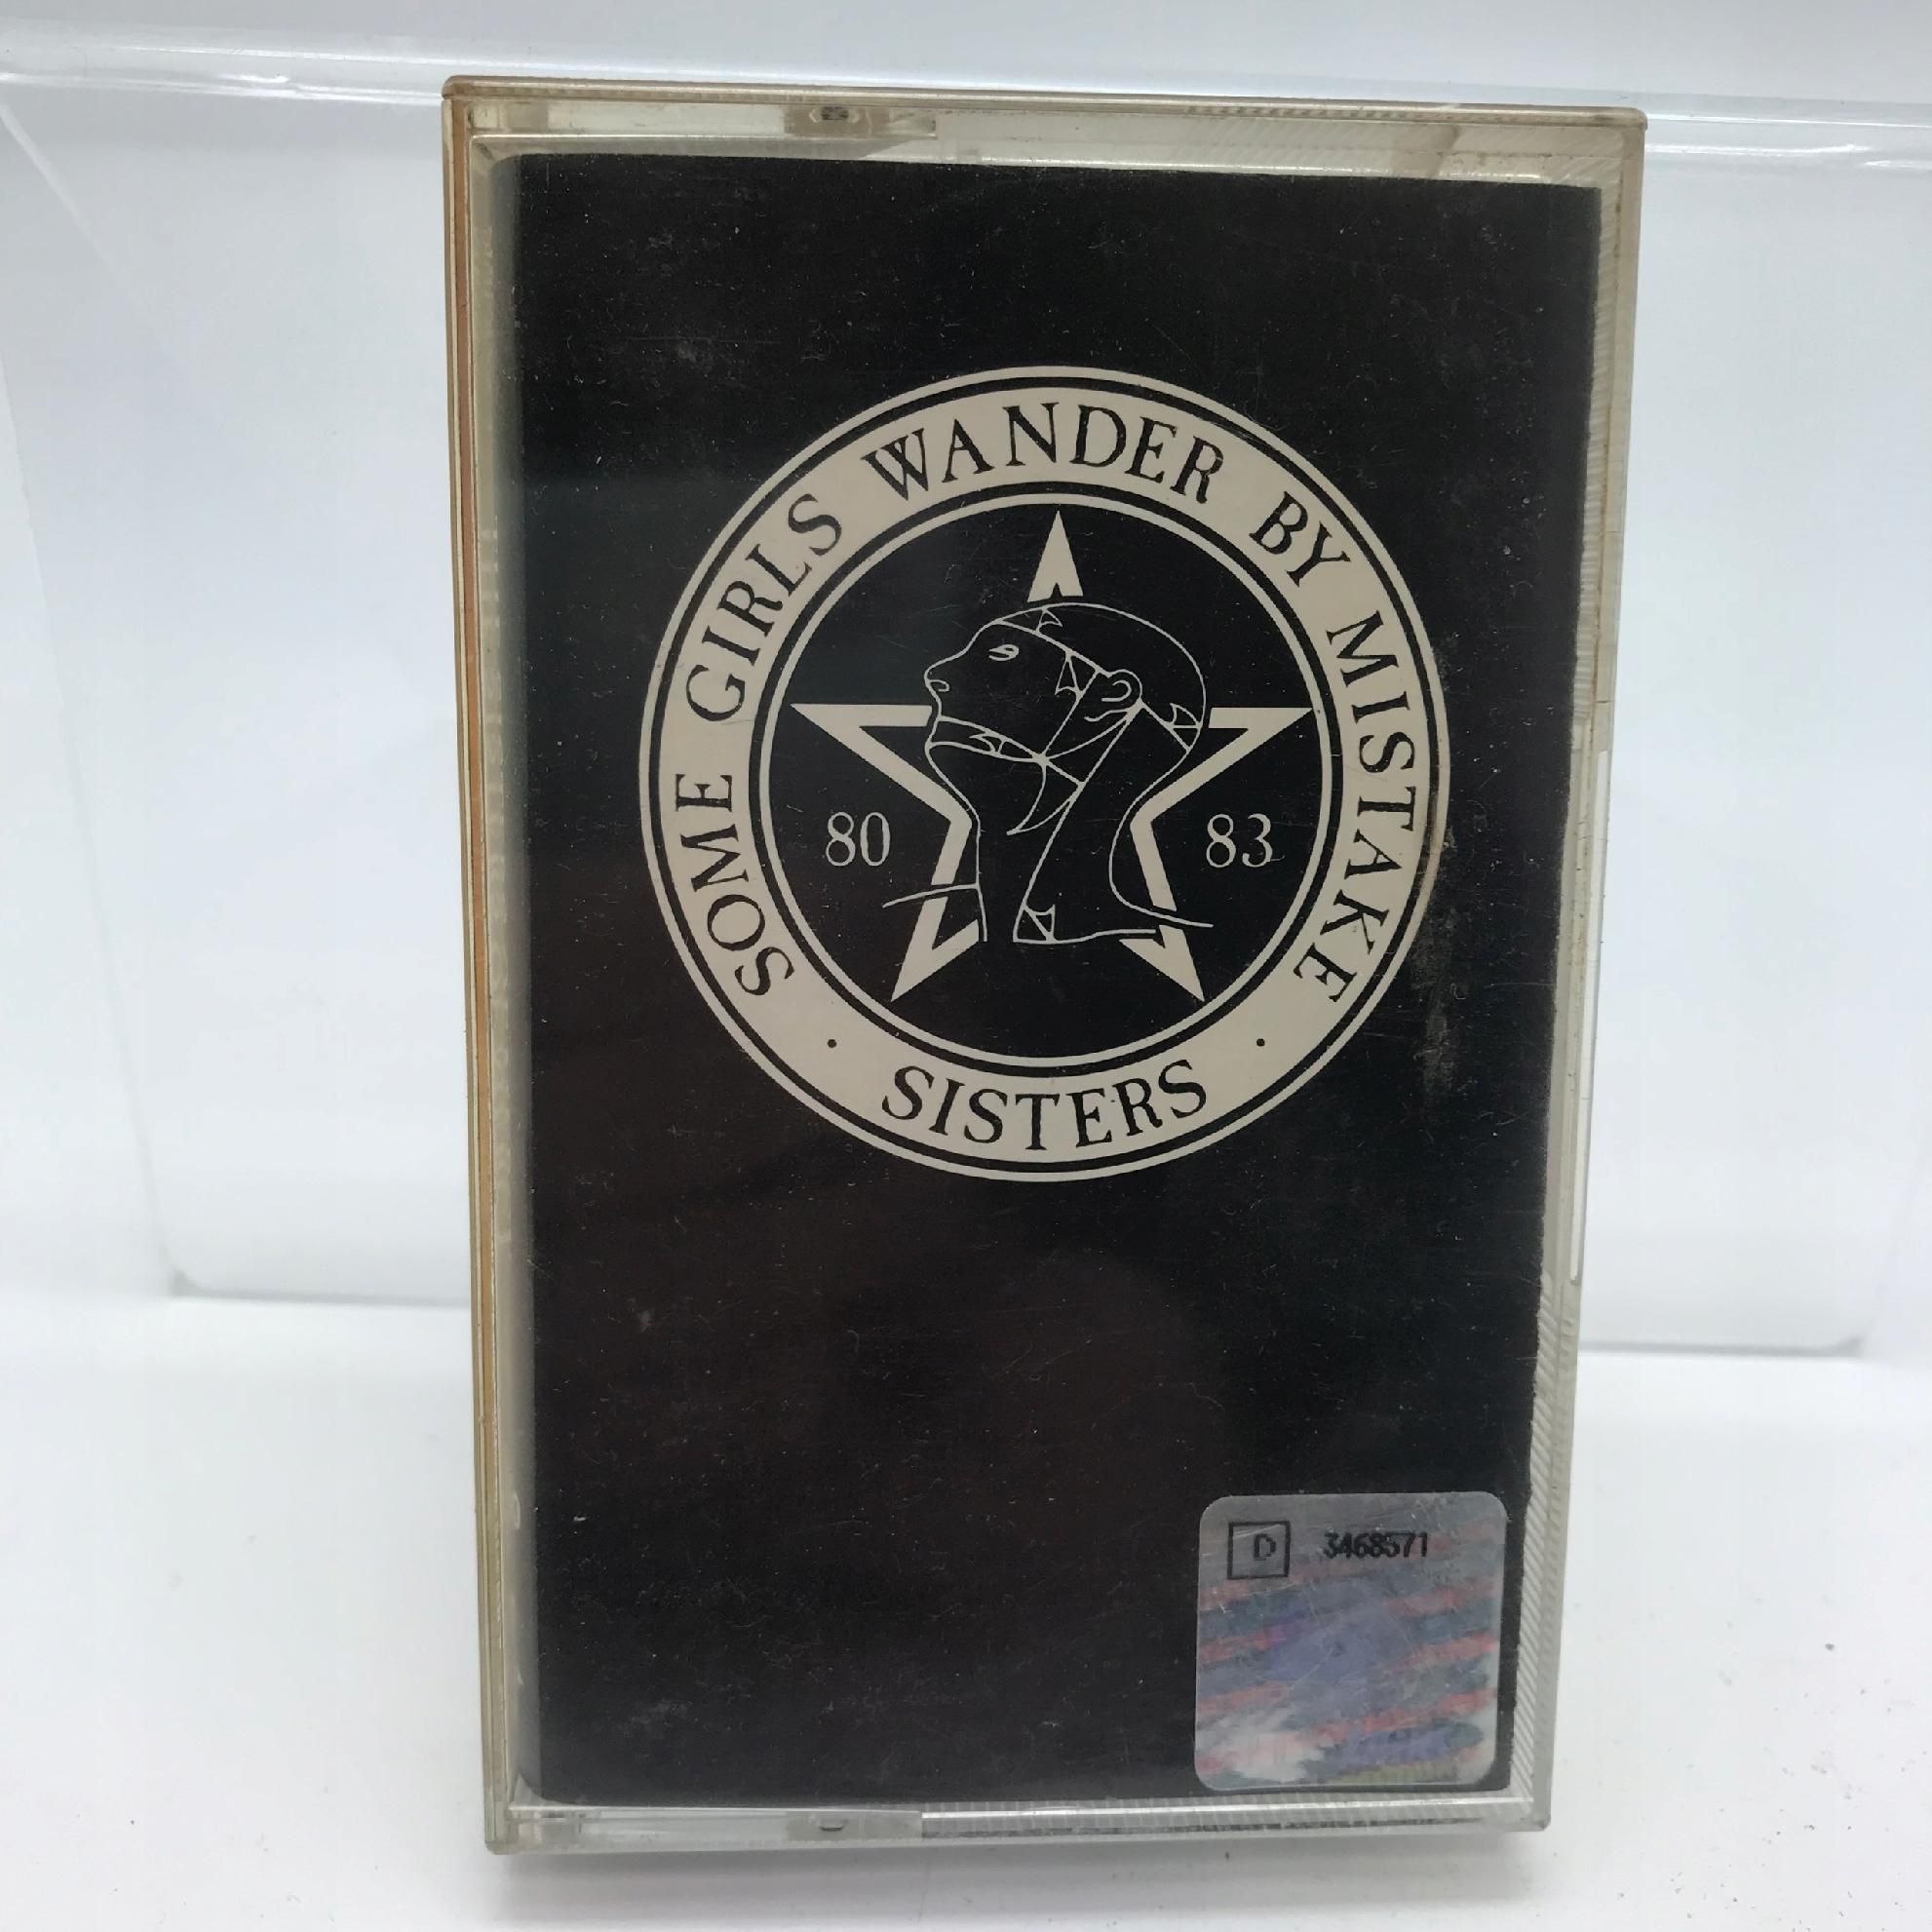 SOME GIRLS WANDER BY MISTAKE
80 83
· SISTERS ·
D 3468571